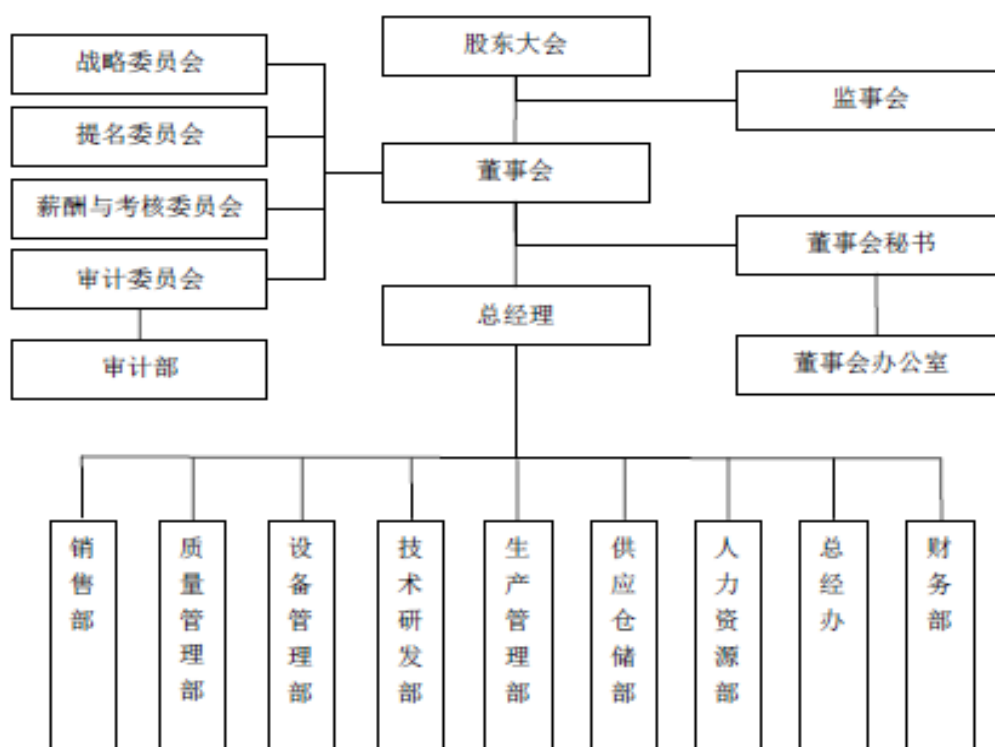 股东大会
战略委员会
监事会
提名委员会
董事会
薪酬与考核委员会
董事会秘书
审计委员会
总经理
审计部
董事会办公室
销售部
质量管理部
设备管理部
技术研发部
生产管理部
供应仓储部
人力资源部
总经办
财务部